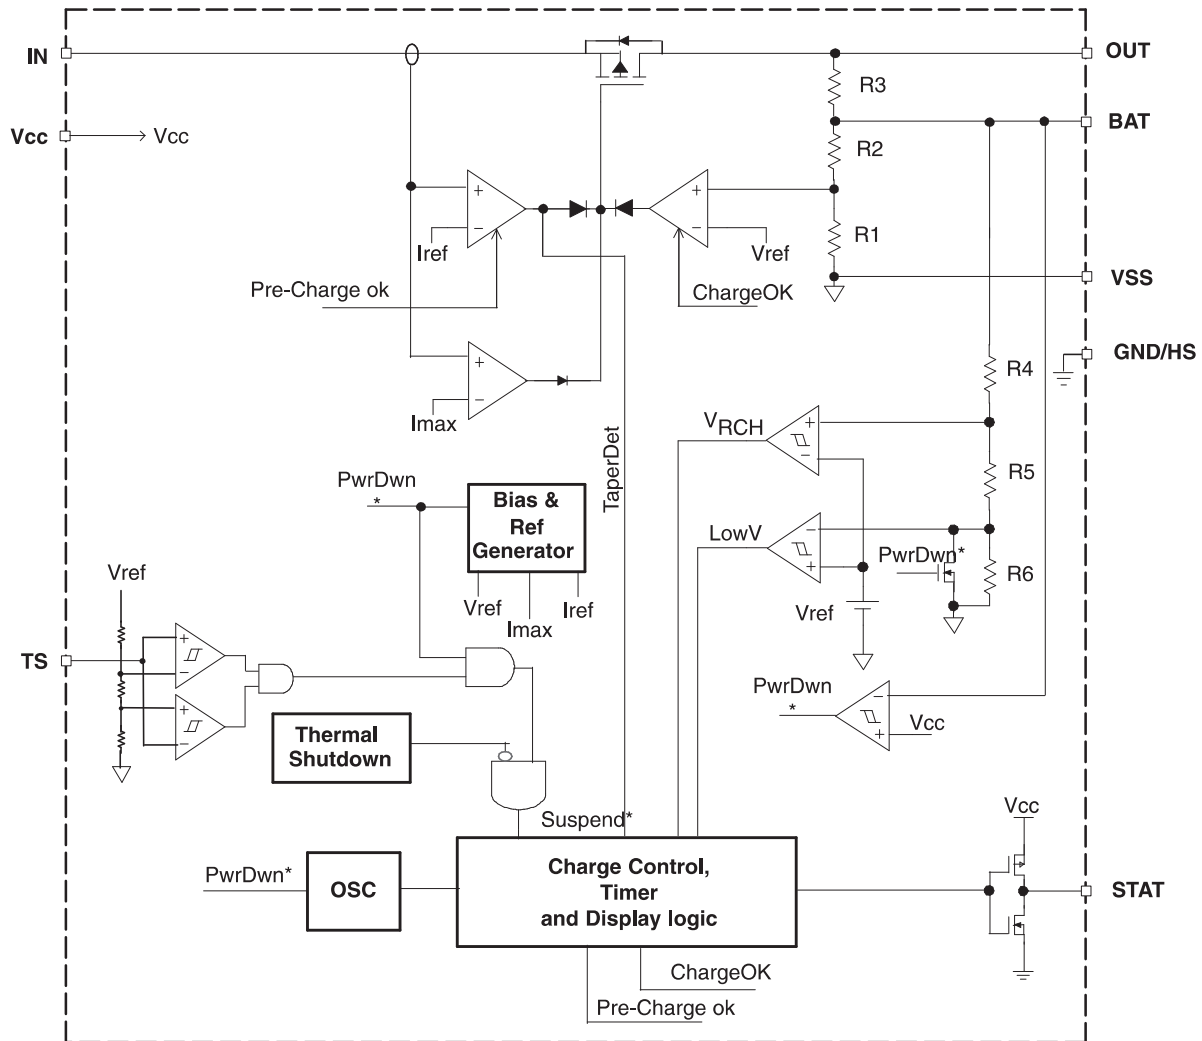 IN
OUT
R3
Vcc
Vcc
BAT
R2
+
+
−
−
R1
Iref
Vref
VSS
Pre-Charge ok
ChargeOK
GND/HS
R4
+
−
Imax
VRCH
+
−
TaperDet
R5
PwrDwn
*
Bias &
Ref
Generator
LowV
−
+
PwrDwn*
R6
Vref
Vref
Imax
Iref
Vref
TS
+
−
+
−
PwrDwn
*
−
+
Vcc
Thermal
Shutdown
Suspend*
Vcc
PwrDwn*
OSC
Charge Control,
Timer
and Display logic
STAT
ChargeOK
Pre-Charge ok